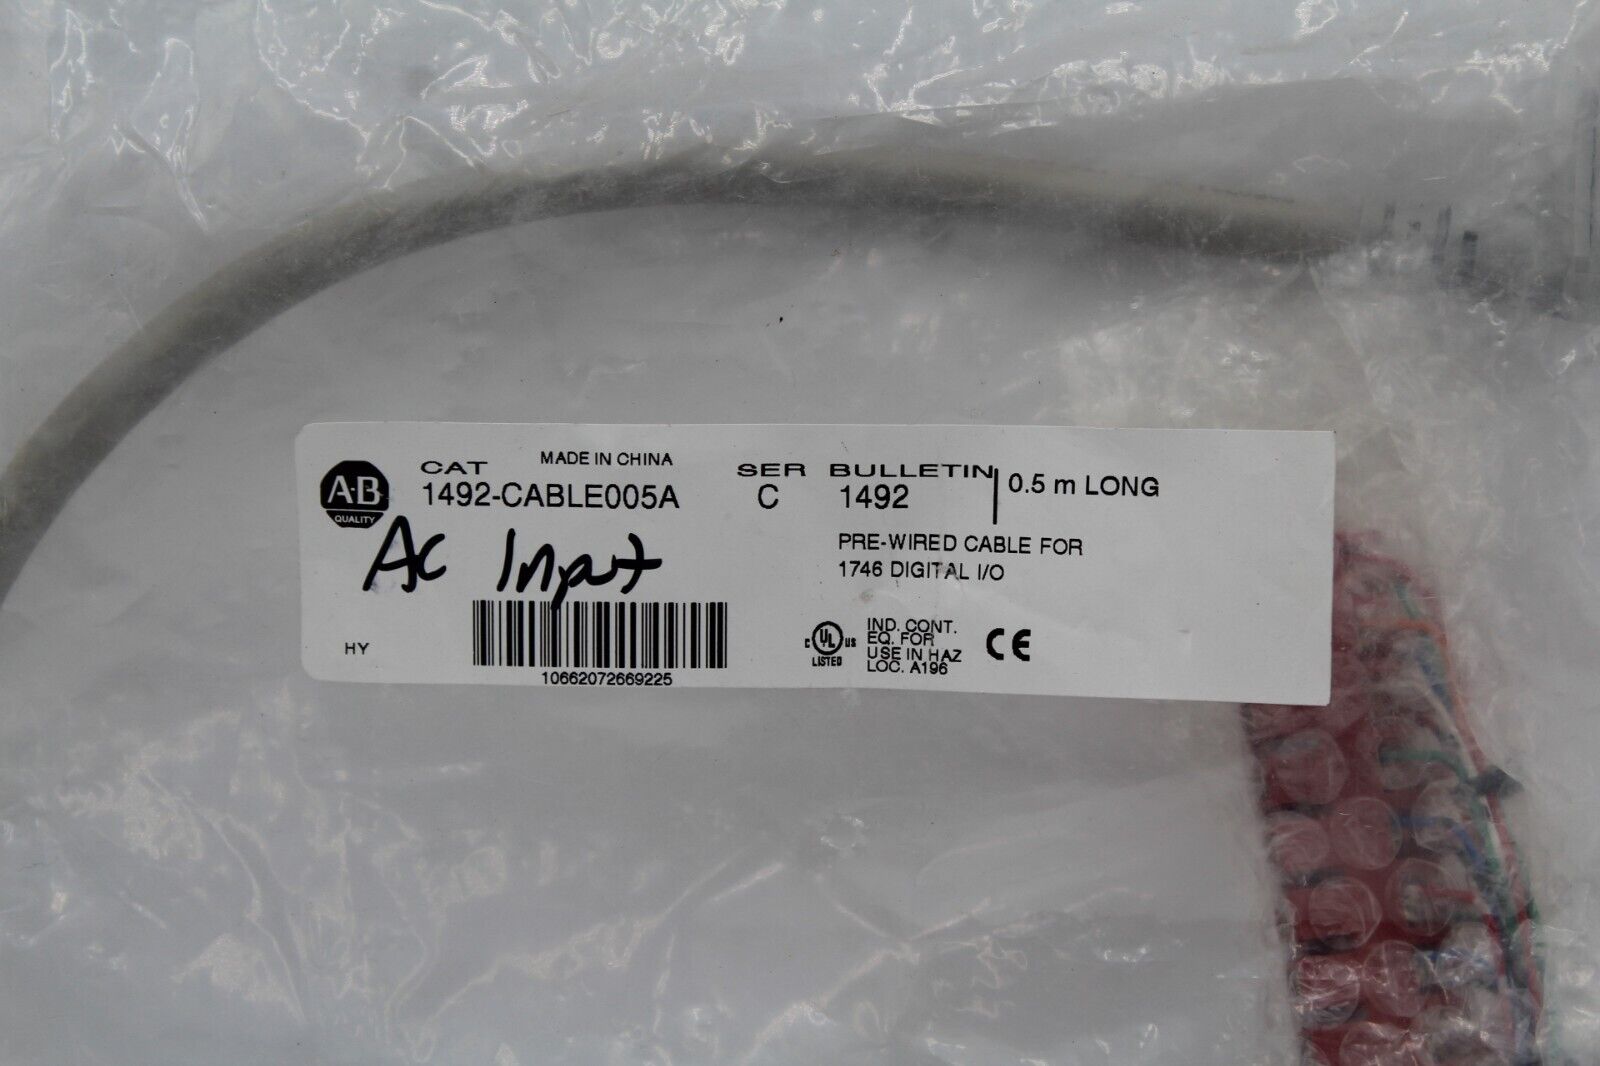 MADE IN CHINA
CAT SER BULLETIN
A-B 1492-CABLE005A C 1492 0.5 m LONG
QUALITY
AC Input
PRE-WIRED CABLE FOR
1746 DIGITAL I/O
HY
10662072669225
C UL US
LISTED
IND. CONT.
EQ. FOR
USE IN HAZ
LOC. A196
CE